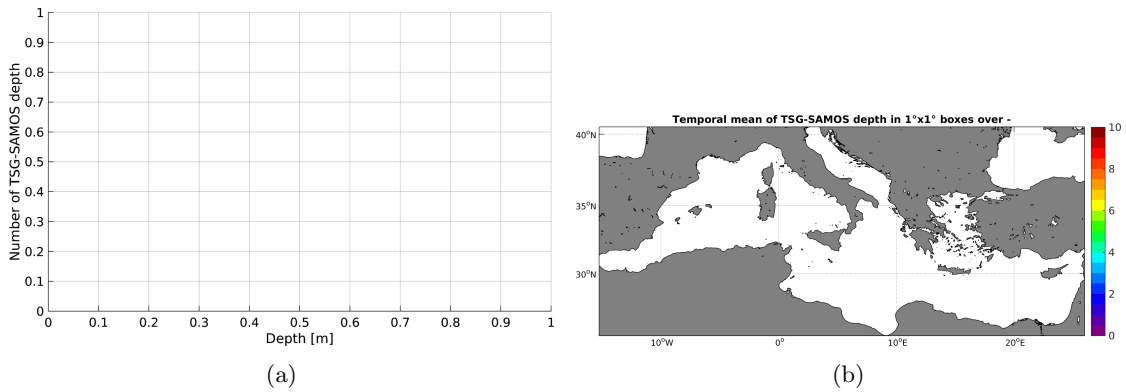 1
0.9
0.8
0.7
0.6
0.5
0.4
0.3
0.2
0.1
0
Number of TSG-SAMOS depth
0 0.1 0.2 0.3 0.4 0.5 0.6 0.7 0.8 0.9 1
Depth [m]
(a)
Temporal mean of TSG-SAMOS depth in 1°x1° boxes over -
40°N
35°N
30°N
10°W 0° 10°E 20°E
10
8
6
4
2
0
(b)